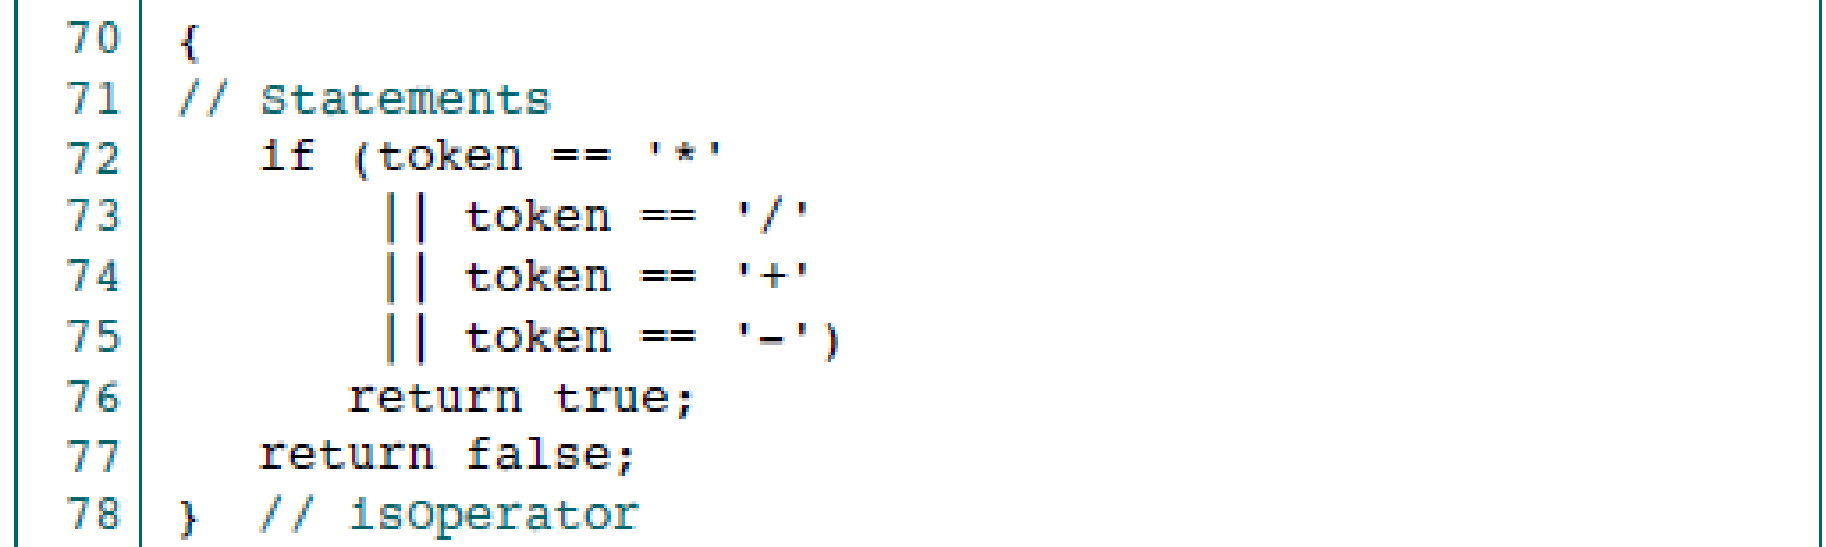 70 {
71 // Statements
72    if (token == '*'
73        || token == '/'
74        || token == '+'
75        || token == '-')
76       return true;
77    return false;
78 }  // isOperator